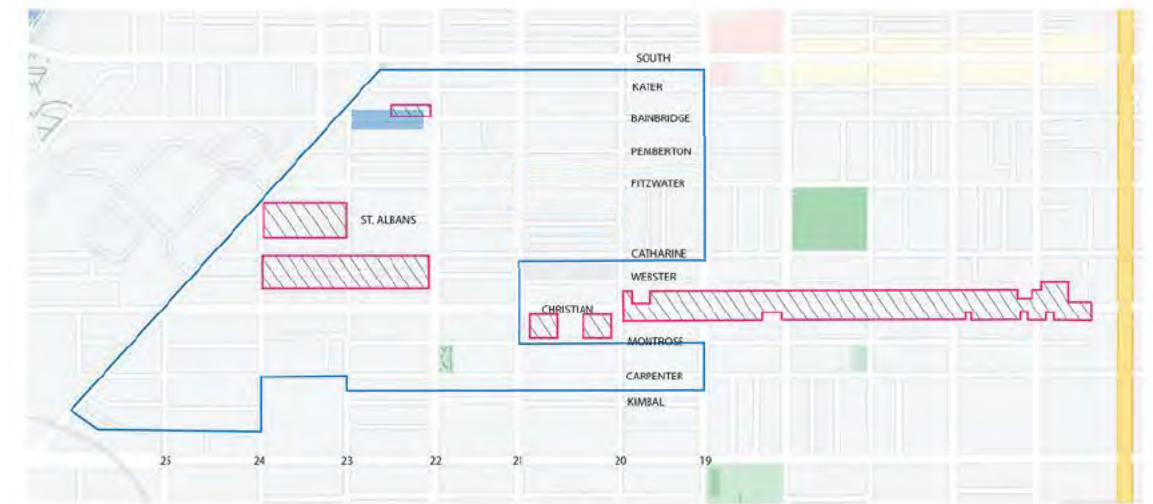 SOUTH
KATER
BAINBRIDGE
PEMBERTON
FITZWATER
ST. ALBANS
CATHARINE
WEBSTER
CHRISTIAN
MONTROSE
CARPENTER
KIMBAL
25 24 23 22 21 20 19